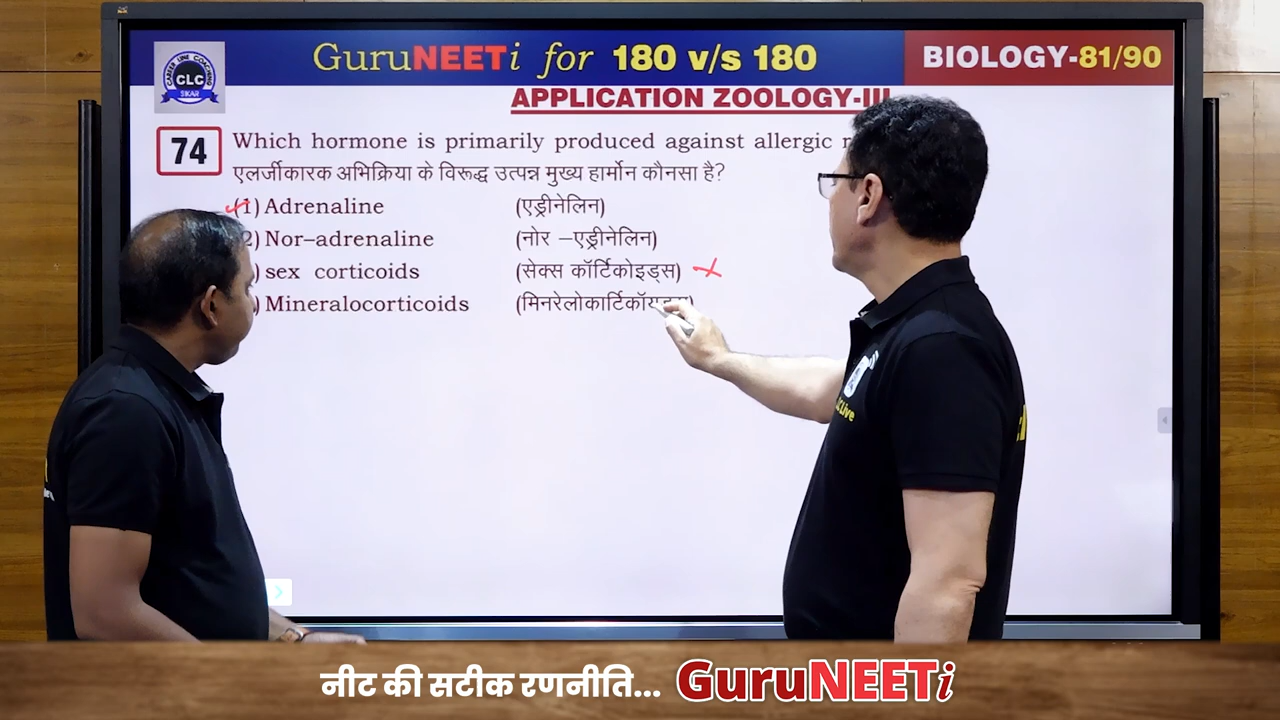 GuruNEETi for 180 v/s 180
BIOLOGY-81/90
CLC
SIKAR
APPLICATION ZOOLOGY-III
74
Which hormone is primarily produced against allergic
एलर्जीकारक अभिक्रिया के विरूद्ध उत्पन्न मुख्य हार्मोन कौनसा है?
(1) Adrenaline (एड्रीनेलिन)
2) Nor–adrenaline (नोर –एड्रीनेलिन)
) sex corticoids (सेक्स कॉर्टिकोइड्स)
) Mineralocorticoids
नीट की सटीक रणनीति... GuruNEETi